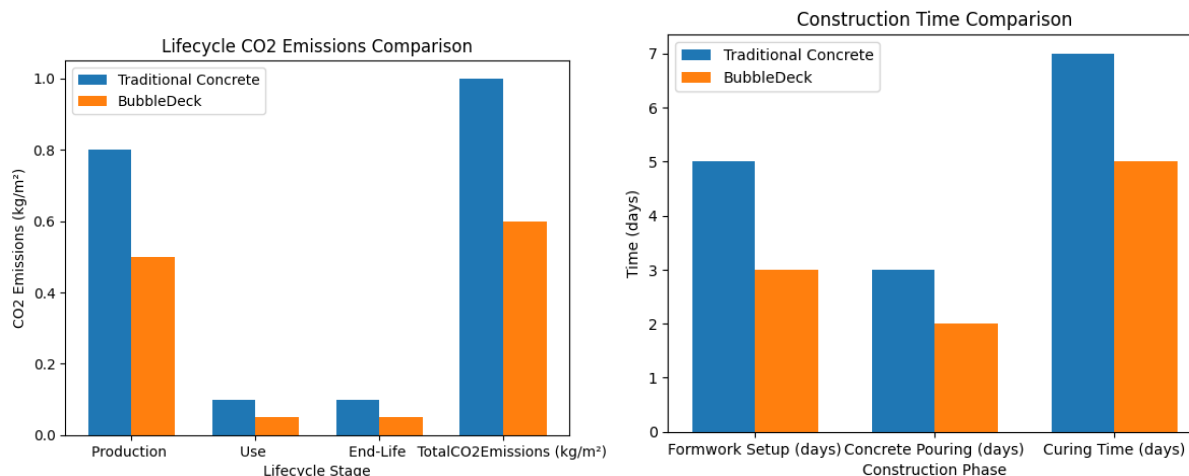 Lifecycle CO2 Emissions Comparison
Traditional Concrete
BubbleDeck
CO2 Emissions (kg/m²)
1.0
0.8
0.6
0.4
0.2
0.0
Production Use End-Life TotalCO2Emissions (kg/m²)
Lifecycle Stage
Construction Time Comparison
Traditional Concrete
BubbleDeck
Time (days)
7
6
5
4
3
2
1
0
Formwork Setup (days) Concrete Pouring (days) Curing Time (days)
Construction Phase